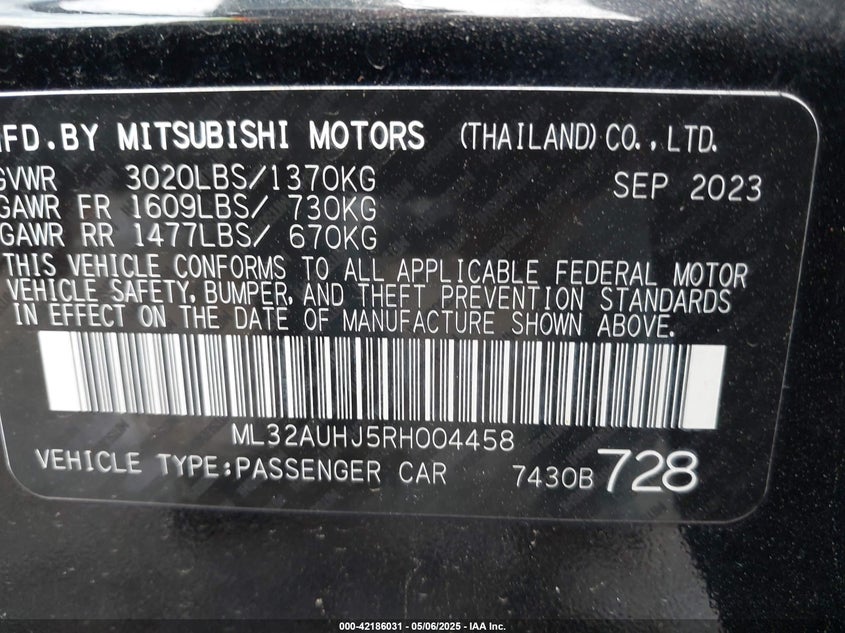 MFD.BY MITSUBISHI MOTORS (THAILAND)CO.,LTD.
GVWR 3020LBS/1370KG SEP 2023
GAWR FR 1609LBS/ 730KG
GAWR RR 1477LBS/ 670KG
THIS VEHICLE CONFORMS TO ALL APPLICABLE FEDERAL MOTOR
VEHICLE SAFETY, BUMPER, AND THEFT PREVENTION STANDARDS
IN EFFECT ON THE DATE OF MANUFACTURE SHOWN ABOVE.
ML32AUHJ5RH004458
VEHICLE TYPE:PASSENGER CAR 7430B 728
000-42186031 - 05/06/2025 - IAA Inc.